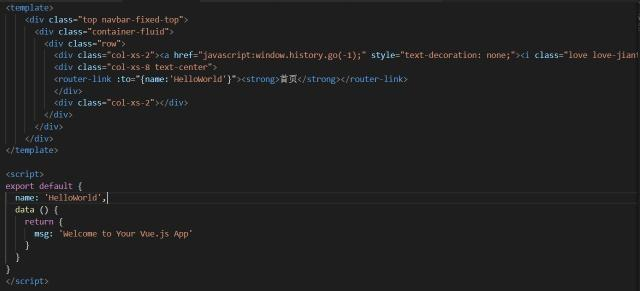 <template>
<div class="top navbar-fixed-top">
<div class="container-fluid">
<div class="row">
<div class="col-xs-2"><a href="javascript:window.history.go(-1);" style="text-decoration: none;"><i class="love love-jiant
<div class="col-xs-8 text-center">
<router-link :to="{name:'HelloWorld'}"><strong>首页</strong></router-link>
</div>
<div class="col-xs-2"></div>
</div>
</div>
</div>
</template>
<script>
export default {
name: 'HelloWorld',
data () {
return {
msg: 'Welcome to Your Vue.js App'
}
}
}
</script>